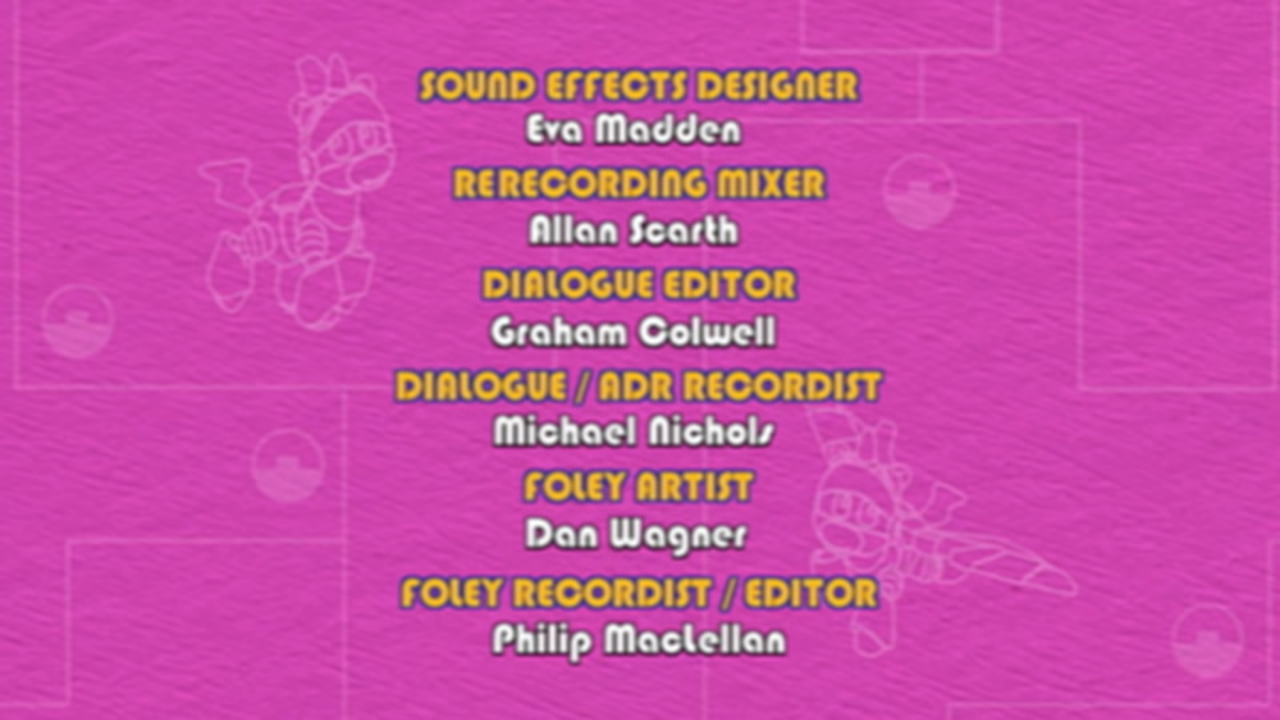 SOUND EFFECTS DESIGNER
Eva Madden
RERECORDING MIXER
Allan Scarth
DIALOGUE EDITOR
Graham Colwell
DIALOGUE / ADR RECORDIST
Michael Nichols
FOLEY ARTIST
Dan Wagner
FOLEY RECORDIST / EDITOR
Philip MacLellan